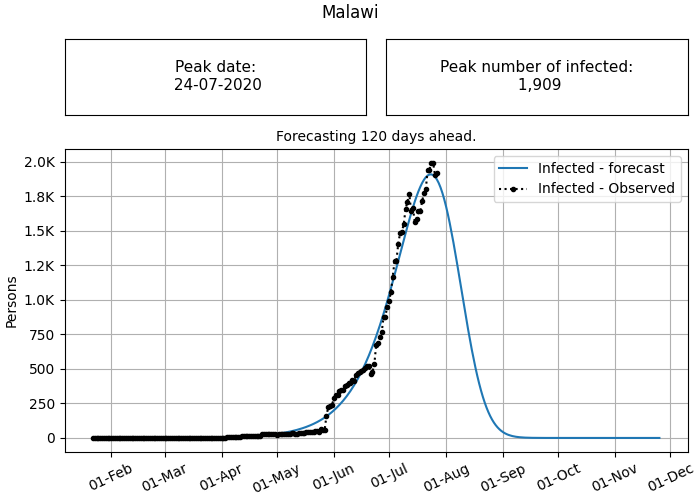 Malawi
Peak date:
24-07-2020
Peak number of infected:
1,909
Forecasting 120 days ahead.
Infected - forecast
Infected - Observed
Persons
2.0K
1.8K
1.5K
1.2K
1.0K
750
500
250
0
01-Feb
01-Mar
01-Apr
01-May
01-Jun
01-Jul
01-Aug
01-Sep
01-Oct
01-Nov
01-Dec